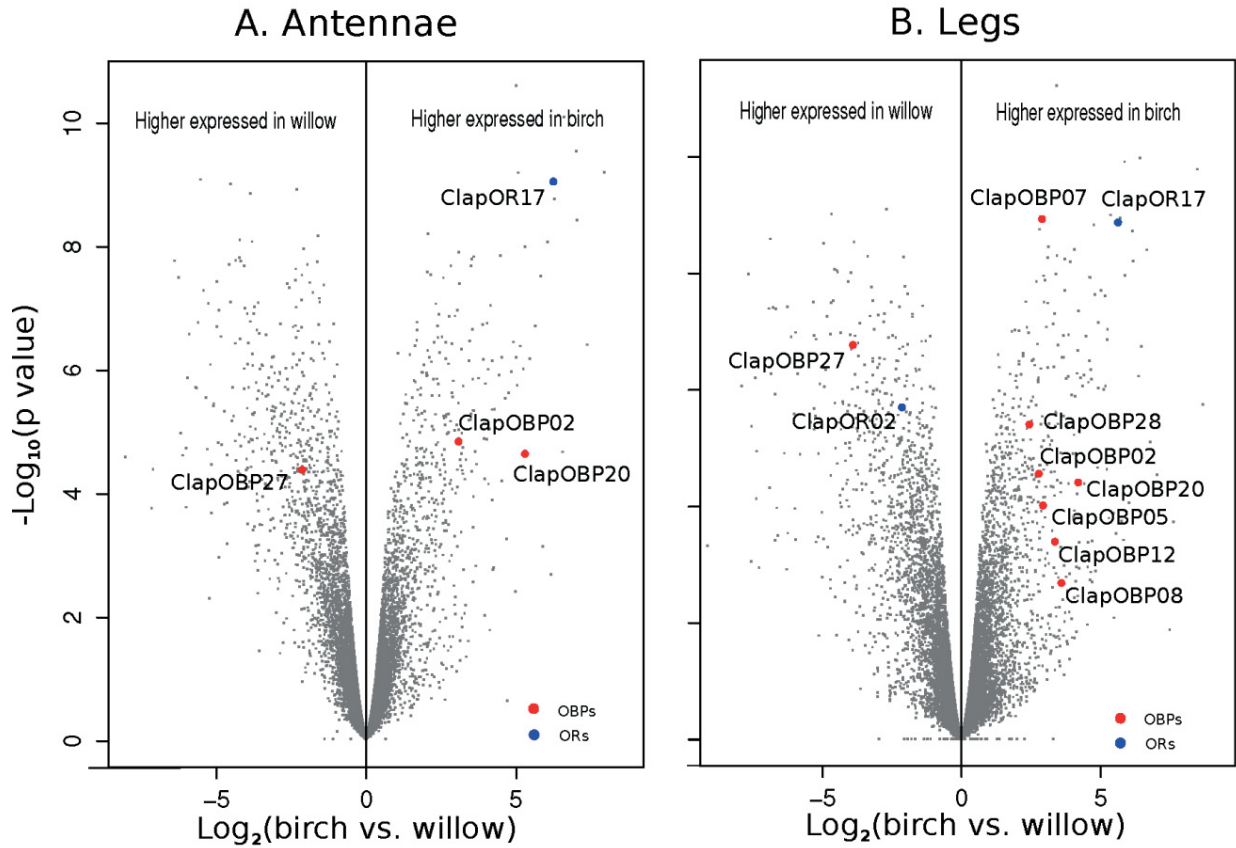 A. Antennae
B. Legs
Higher expressed in willow
Higher expressed in birch
Higher expressed in willow
Higher expressed in birch
10
8
6
4
2
0
-Log₁₀(p value)
ClapOR17
ClapOBP02
ClapOBP20
ClapOBP27
OBPs
ORs
−5
0
5
Log₂(birch vs. willow)
ClapOBP07
ClapOR17
ClapOBP27
ClapOR02
ClapOBP28
ClapOBP02
ClapOBP20
ClapOBP05
ClapOBP12
ClapOBP08
OBPs
ORs
−5
0
5
Log₂(birch vs. willow)